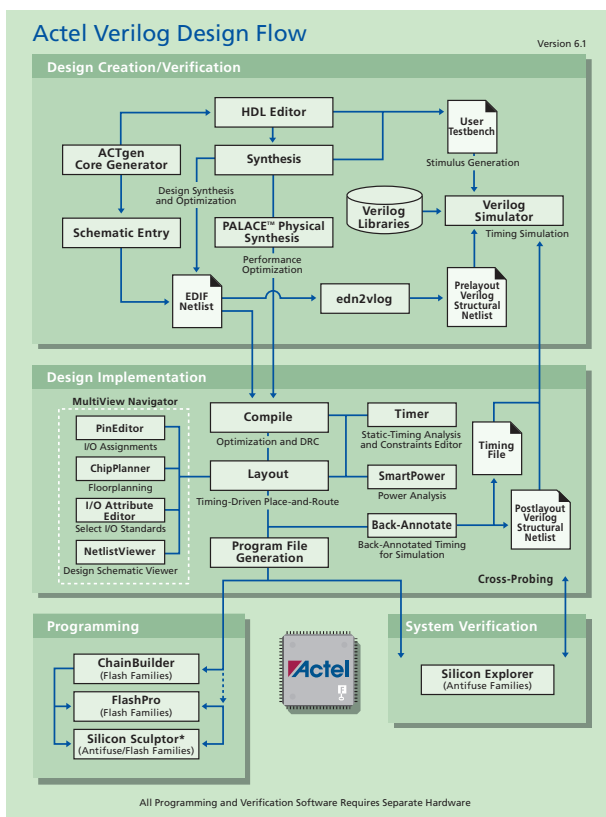 Actel Verilog Design Flow
Version 6.1
Design Creation/Verification
HDL Editor
User
Testbench
ACTgen
Core Generator
Synthesis
Stimulus Generation
Design Synthesis
and Optimization
Verilog
Libraries
Verilog
Simulator
Schematic Entry
PALACE™ Physical
Synthesis
Timing Simulation
Performance
Optimization
EDIF
Netlist
edn2vlog
Prelayout
Verilog
Structural
Netlist
Design Implementation
MultiView Navigator
PinEditor
I/O Assignments
ChipPlanner
Floorplanning
I/O Attribute
Editor
Select I/O Standards
NetlistViewer
Design Schematic Viewer
Compile
Optimization and DRC
Layout
Timing-Driven Place-and-Route
Program File
Generation
Timer
Static-Timing Analysis
and Constraints Editor
SmartPower
Power Analysis
Back-Annotate
Back-Annotated Timing
for Simulation
Timing
File
Postlayout
Verilog
Structural
Netlist
Cross-Probing
Programming
ChainBuilder
(Flash Families)
FlashPro
(Flash Families)
Silicon Sculptor*
(Antifuse/Flash Families)
Actel
F
System Verification
Silicon Explorer
(Antifuse Families)
All Programming and Verification Software Requires Separate Hardware